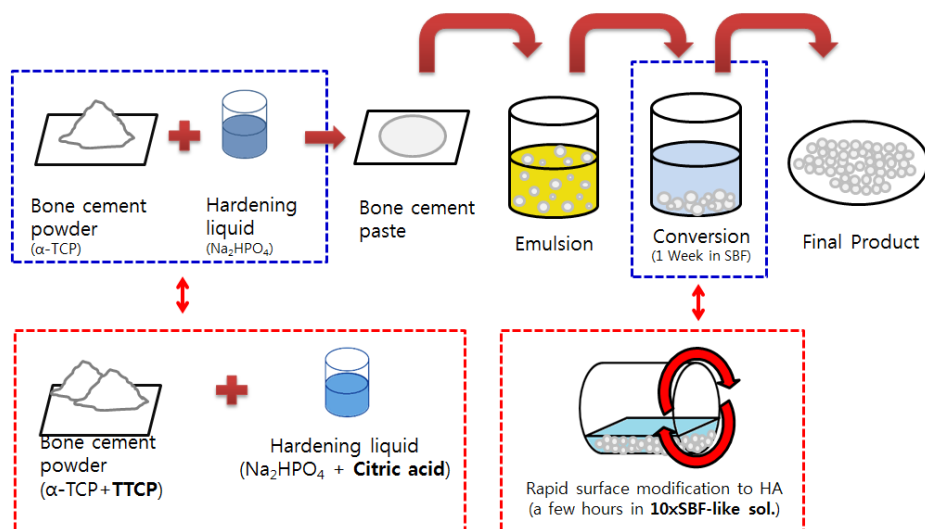 Bone cement
powder
(α-TCP)
Hardening
liquid
(Na₂HPO₄)
Bone cement
paste
Emulsion
Conversion
(1 Week in SBF)
Final Product
Bone cement
powder
(α-TCP+TTCP)
Hardening liquid
(Na₂HPO₄ + Citric acid)
Rapid surface modification to HA
(a few hours in 10xSBF-like sol.)